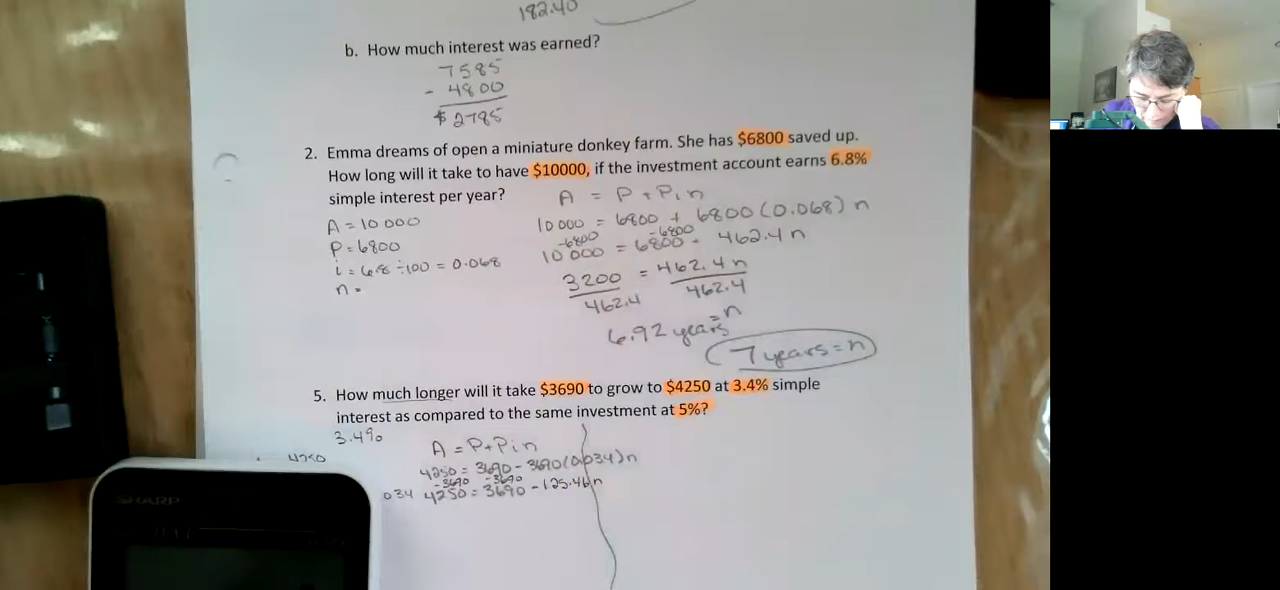 182.40
b. How much interest was earned?
7585
- 4800
$2785
2. Emma dreams of open a miniature donkey farm. She has $6800 saved up.
How long will it take to have $10000, if the investment account earns 6.8%
simple interest per year?
A = P + Pin
A = 10 000
10 000 = 6800 + 6800 (0.068) n
P = 6800
-6800 -6800
10 000 = 6800 - 462.4 n
i = 6.8 ÷ 100 = 0.068
n =
3200 = 462.4 n
462.4 462.4
6.92 years = n
7 years = n
5. How much longer will it take $3690 to grow to $4250 at 3.4% simple
interest as compared to the same investment at 5%?
3.4%
A = P + Pin
4250
4250 = 3690 - 3690 (0.034) n
-3690 -3690
034
4250 = 3690 - 125.46 n
SHARP